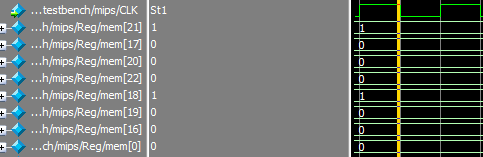 ...testbench/mips/CLK St1
...h/mips/Reg/mem[21] 1 1
...h/mips/Reg/mem[17] 0 0
...h/mips/Reg/mem[20] 0 0
...h/mips/Reg/mem[22] 0 0
...h/mips/Reg/mem[18] 1 1
...h/mips/Reg/mem[19] 0 0
...h/mips/Reg/mem[16] 0 0
...ch/mips/Reg/mem[0] 0 0